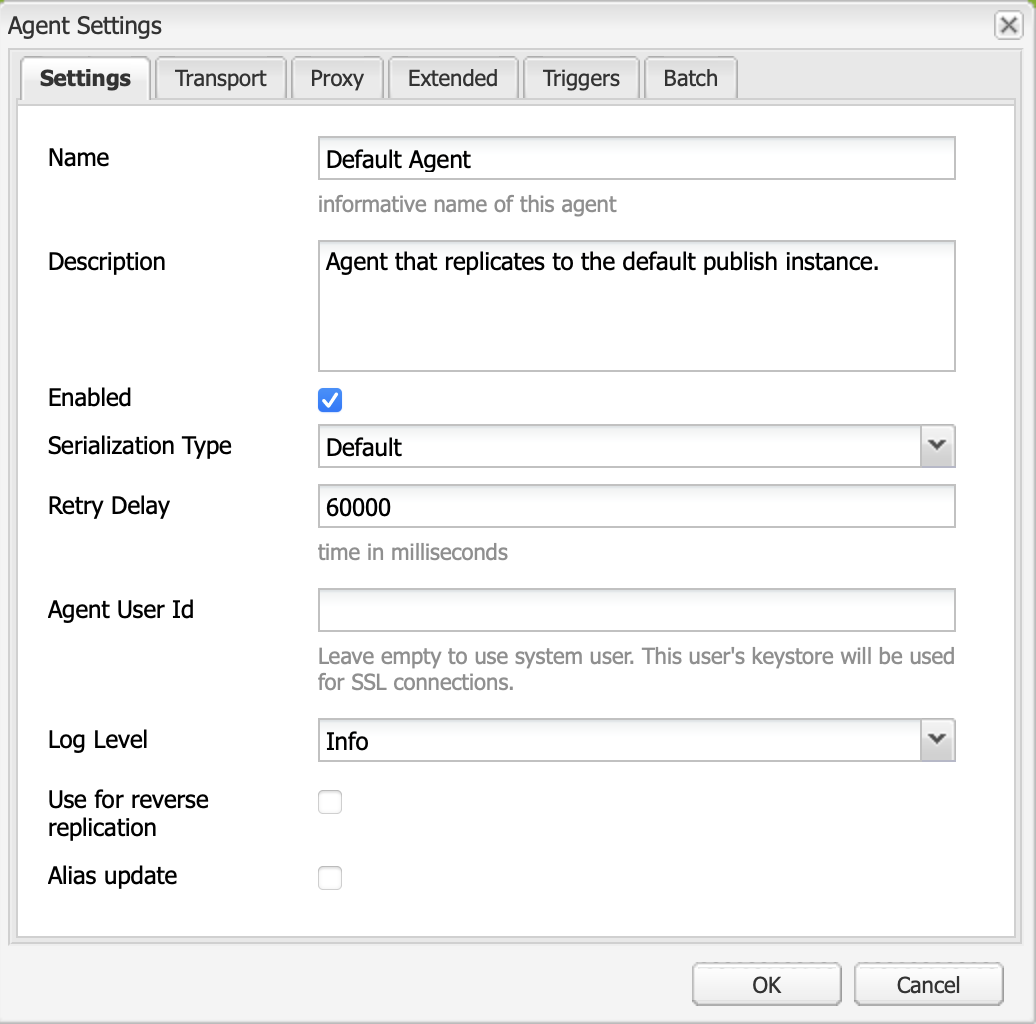 Agent Settings
Settings Transport Proxy Extended Triggers Batch
Name Default Agent
informative name of this agent
Description Agent that replicates to the default publish instance.
Enabled
Serialization Type Default
Retry Delay 60000
time in milliseconds
Agent User Id
Leave empty to use system user. This user's keystore will be used
for SSL connections.
Log Level Info
Use for reverse
replication
Alias update
OK Cancel